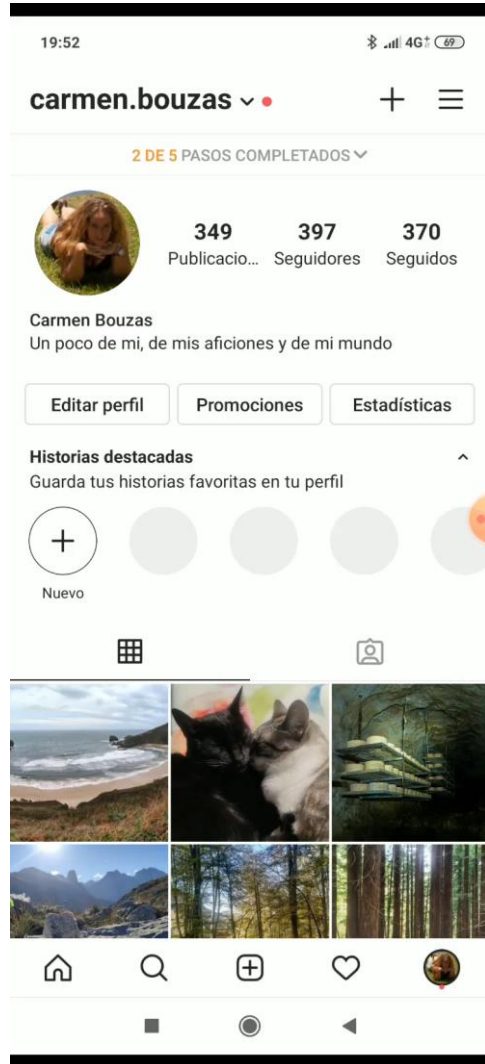 19:52 4G+ 69
carmen.bouzas
2 DE 5 PASOS COMPLETADOS
349 397 370
Publicacio... Seguidores Seguidos
Carmen Bouzas
Un poco de mi, de mis aficiones y de mi mundo
Editar perfil Promociones Estadísticas
Historias destacadas
Guarda tus historias favoritas en tu perfil
Nuevo